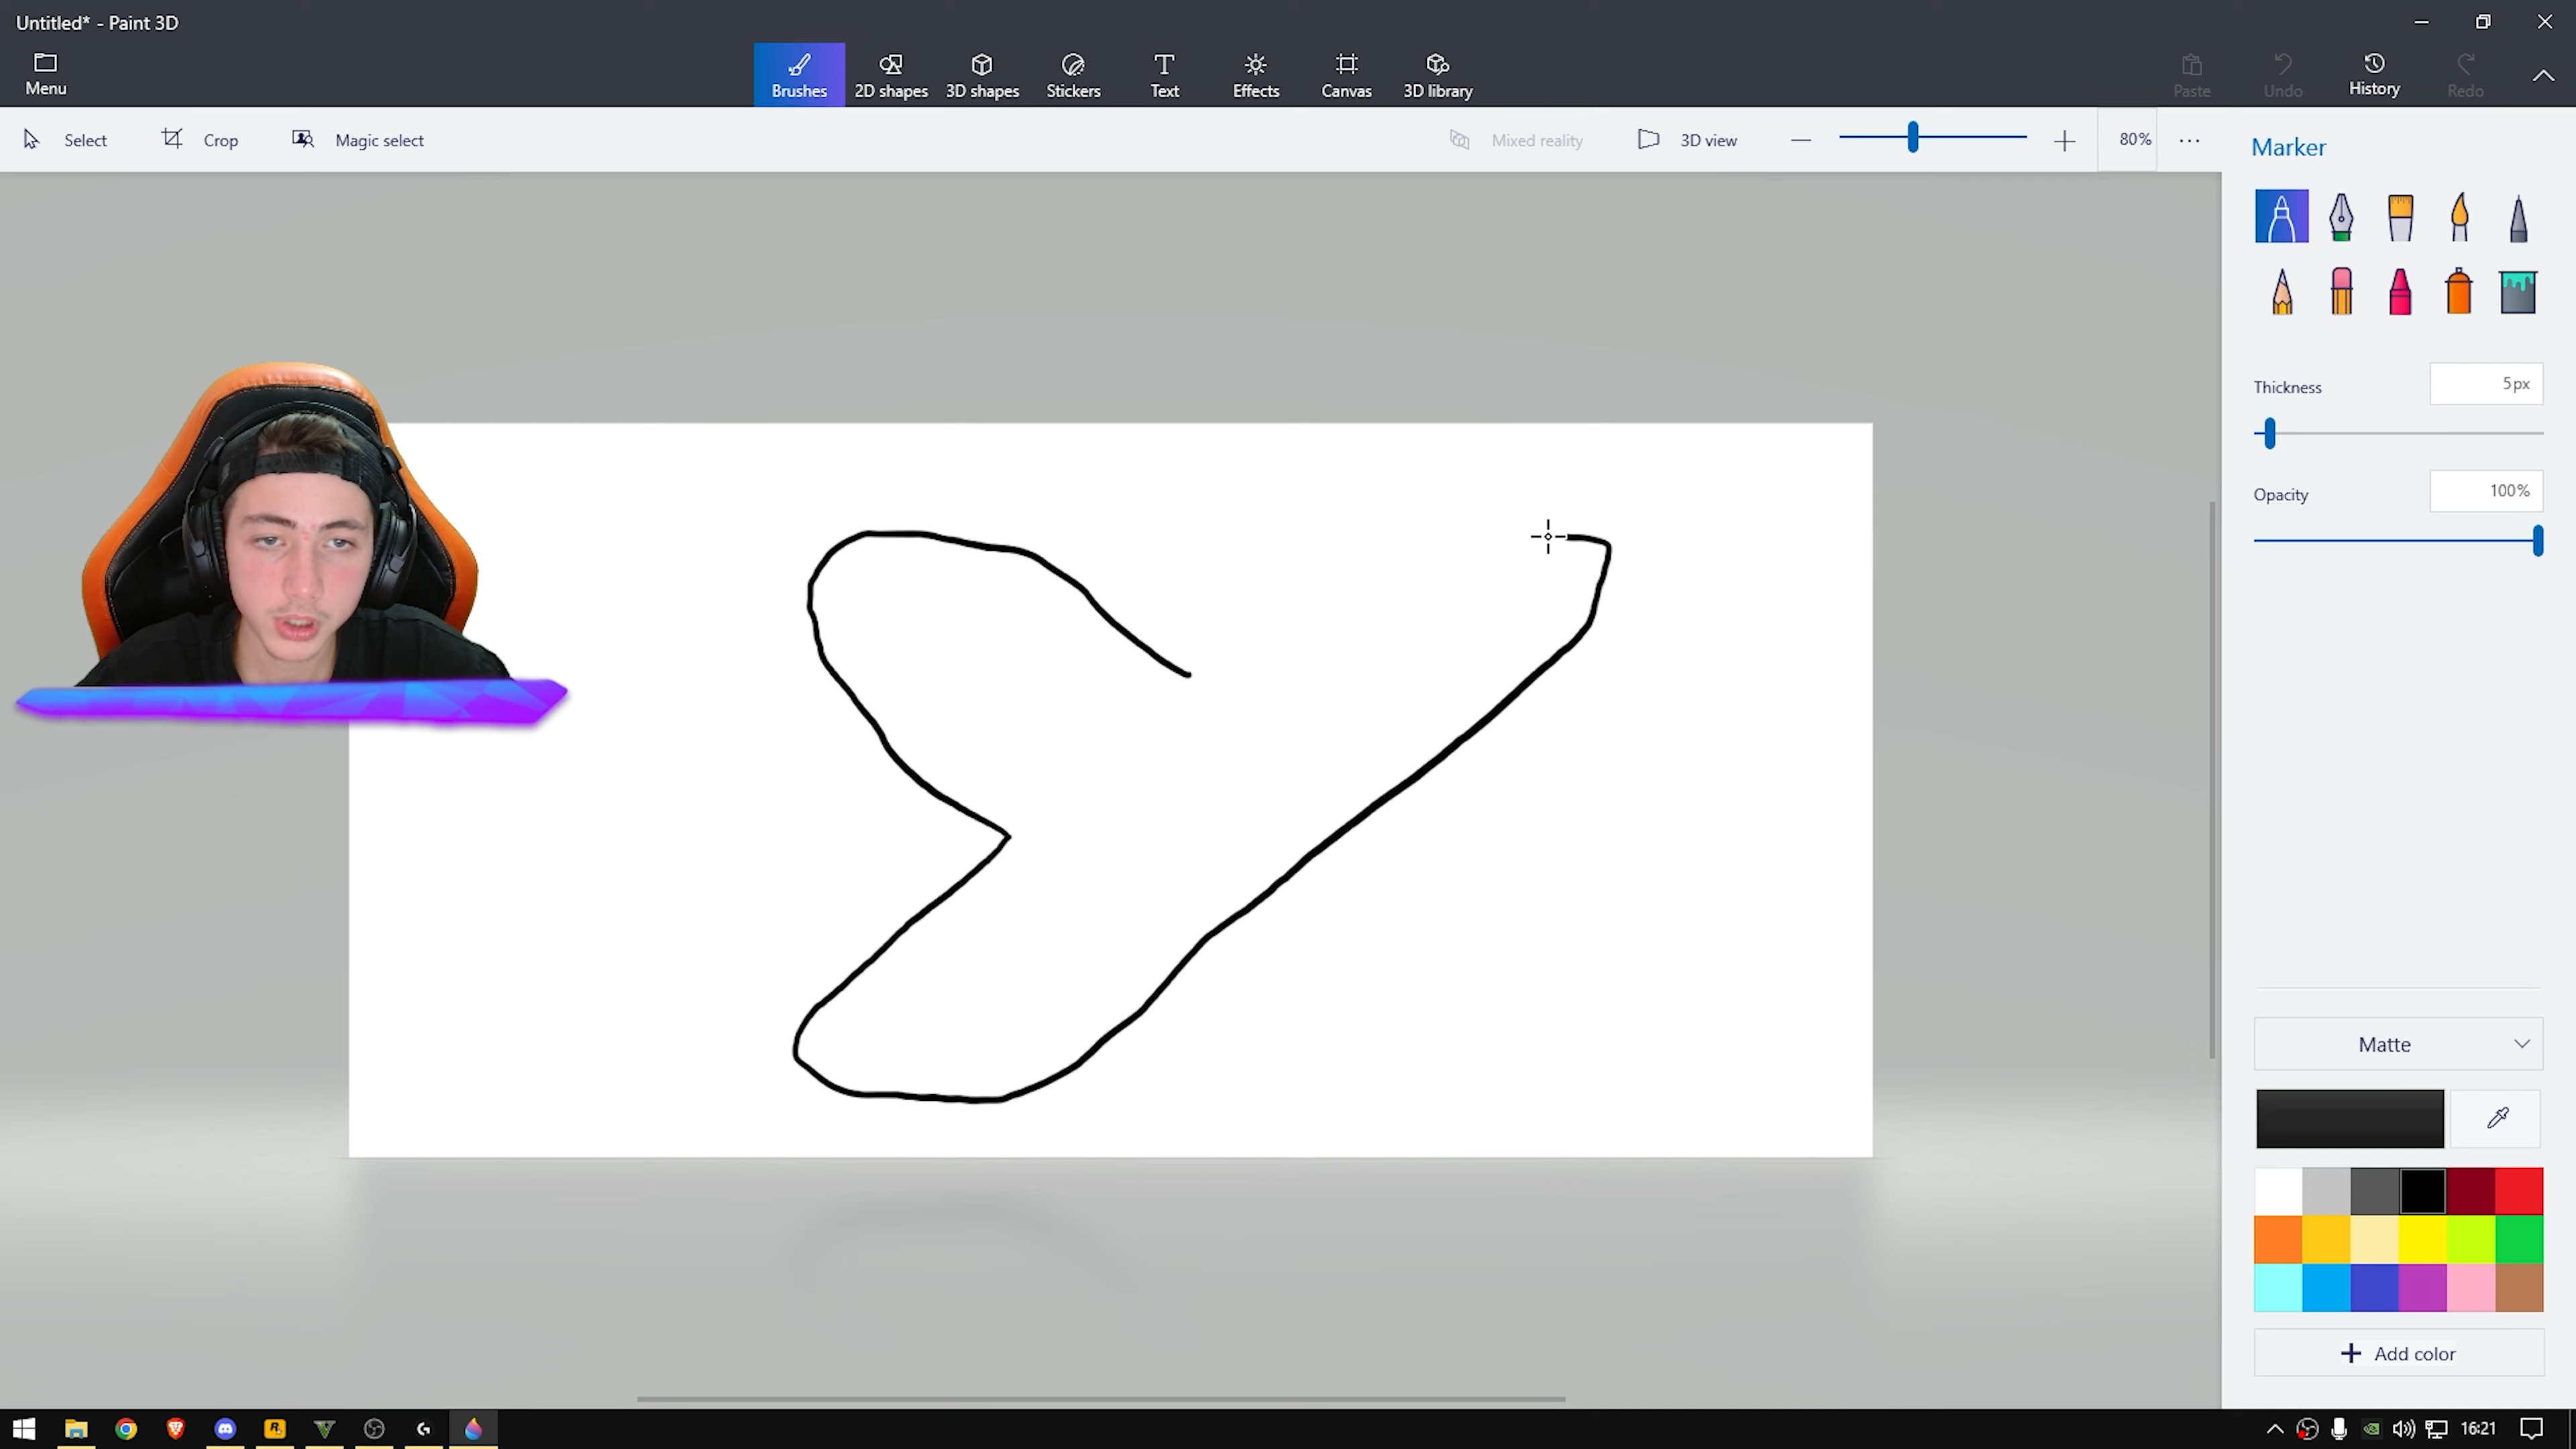 Untitled* - Paint 3D
Menu
Brushes
2D shapes
3D shapes
Stickers
Text
Effects
Canvas
3D library
Paste
Undo
History
Redo
Select
Crop
Magic select
Mixed reality
3D view
80%
Marker
Thickness
5px
Opacity
100%
Matte
Add color
16:21